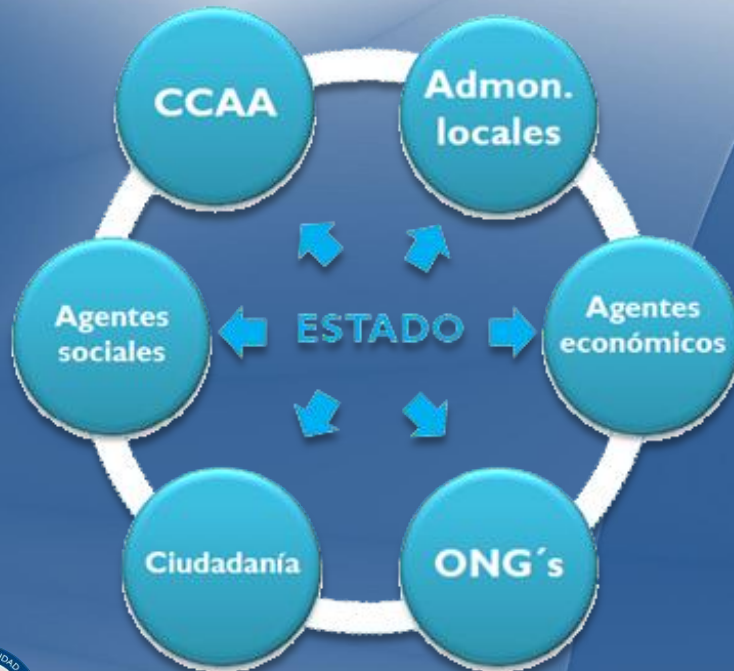 CCAA
Admon.
locales
Agentes
sociales
ESTADO
Agentes
económicos
Ciudadanía
ONG´s